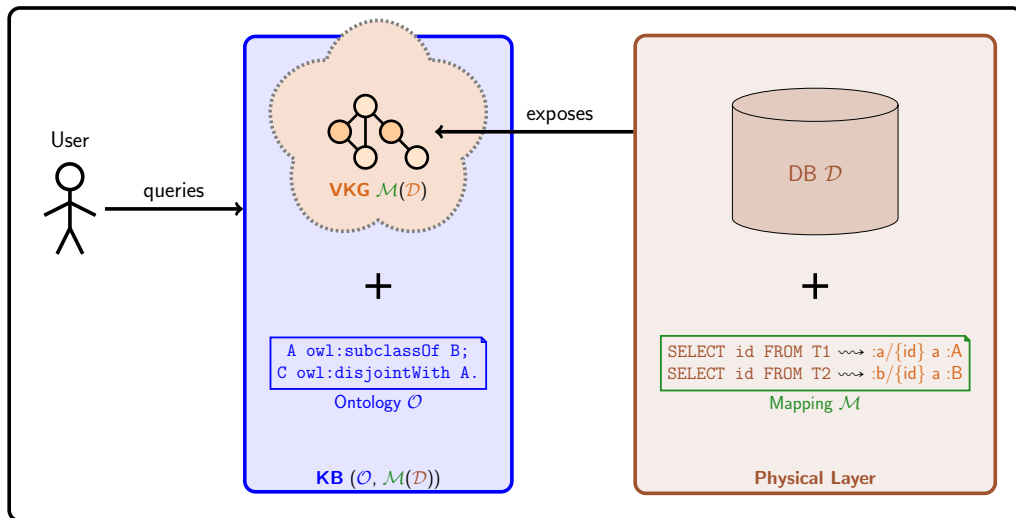 User
queries
VKG 𝓜(𝓓)
+
A owl:subclassOf B;
C owl:disjointWith A.
Ontology 𝓞
KB (𝓞, 𝓜(𝓓))
exposes
DB 𝓓
+
SELECT id FROM T1 ⇝ :a/{id} a :A
SELECT id FROM T2 ⇝ :b/{id} a :B
Mapping 𝓜
Physical Layer